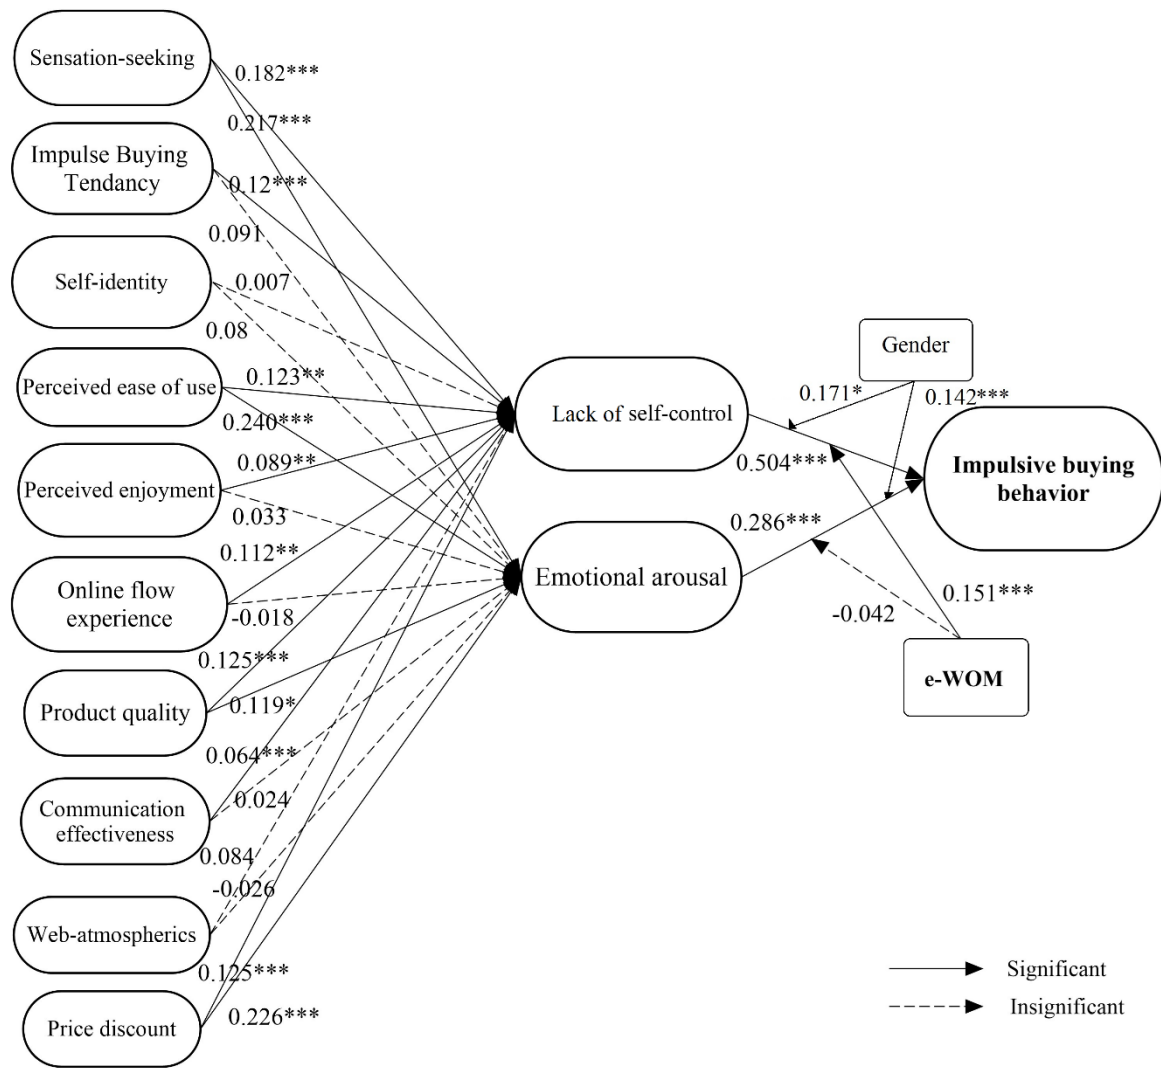 Sensation-seeking
0.182***
0.217***
Impulse Buying
Tendancy
0.12***
0.091
Self-identity
0.007
0.08
Perceived ease of use
0.123**
0.240***
Perceived enjoyment
0.089**
0.033
Online flow
experience
0.112**
-0.018
Product quality
0.125***
0.119*
Communication
effectiveness
0.064***
0.024
Web-atmospherics
0.084
-0.026
Price discount
0.125***
0.226***
Lack of self-control
Emotional arousal
Gender
0.171*
0.142***
0.504***
0.286***
Impulsive buying
behavior
0.151***
-0.042
e-WOM
Significant
Insignificant